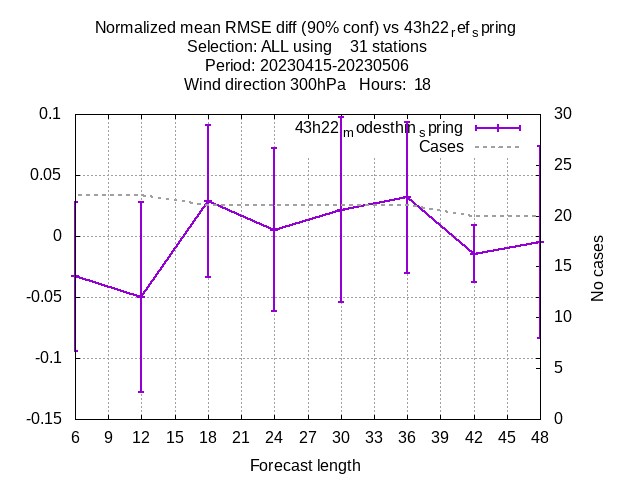 Normalized mean RMSE diff (90% conf) vs 43h22refspring
Selection: ALL using 31 stations
Period: 20230415-20230506
Wind direction 300hPa Hours: 18
43h22modesthinspring
Cases
0.1
0.05
0
-0.05
-0.1
-0.15
30
25
20
15
10
5
0
No cases
6 9 12 15 18 21 24 27 30 33 36 39 42 45 48
Forecast length